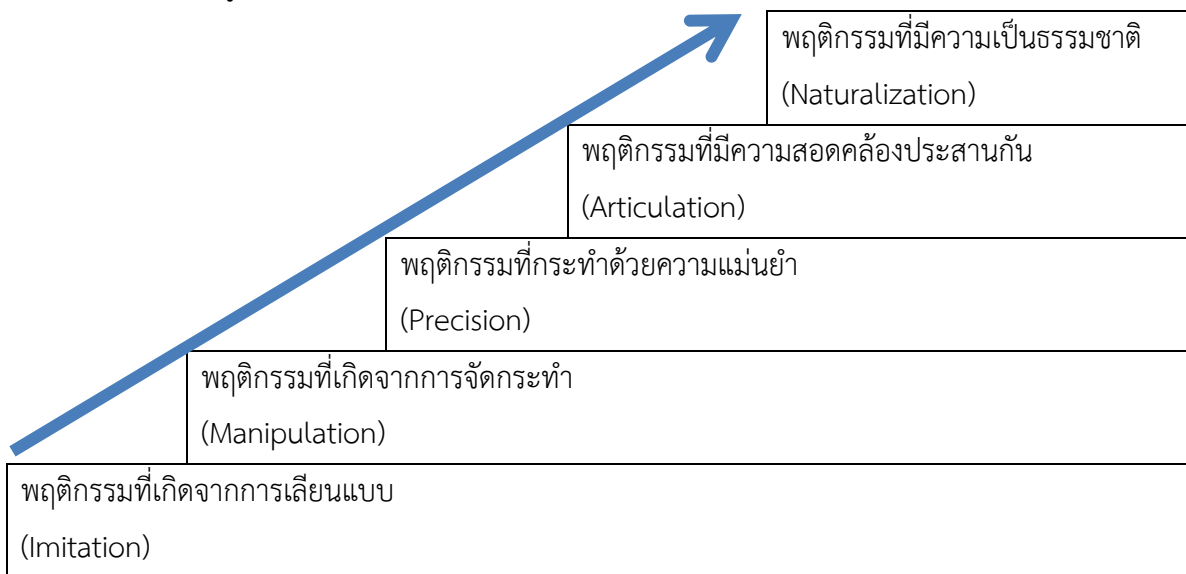 พฤติกรรมที่มีความเป็นธรรมชาติ
(Naturalization)
พฤติกรรมที่มีความสอดคล้องประสานกัน
(Articulation)
พฤติกรรมที่กระทำด้วยความแม่นยำ
(Precision)
พฤติกรรมที่เกิดจากการจัดกระทำ
(Manipulation)
พฤติกรรมที่เกิดจากการเลียนแบบ
(Imitation)